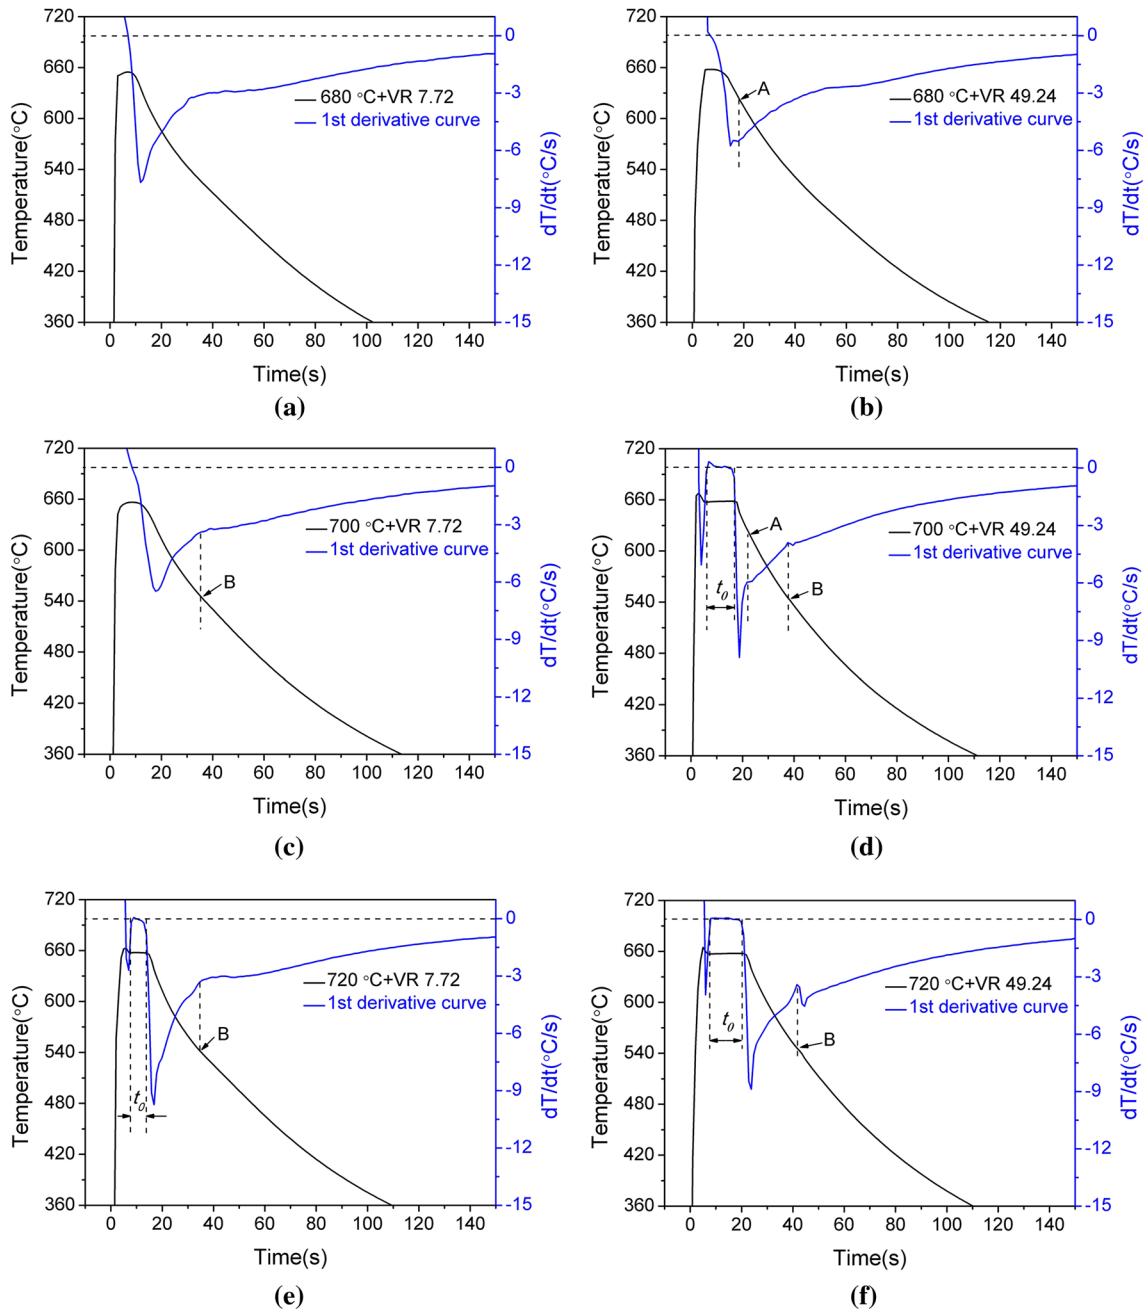 720
660
600
540
480
420
360
Temperature(°C)
680 °C+VR 7.72
1st derivative curve
0
-3
-6
-9
-12
-15
dT/dt(°C/s)
0 20 40 60 80 100 120 140
Time(s)
(a)
720
660
600
540
480
420
360
Temperature(°C)
A
680 °C+VR 49.24
1st derivative curve
0
-3
-6
-9
-12
-15
dT/dt(°C/s)
0 20 40 60 80 100 120 140
Time(s)
(b)
720
660
600
540
480
420
360
Temperature(°C)
700 °C+VR 7.72
1st derivative curve
B
0
-3
-6
-9
-12
-15
dT/dt(°C/s)
0 20 40 60 80 100 120 140
Time(s)
(c)
720
660
600
540
480
420
360
Temperature(°C)
A
700 °C+VR 49.24
1st derivative curve
t0
B
0
-3
-6
-9
-12
-15
dT/dt(°C/s)
0 20 40 60 80 100 120 140
Time(s)
(d)
720
660
600
540
480
420
360
Temperature(°C)
720 °C+VR 7.72
1st derivative curve
B
t0
0
-3
-6
-9
-12
-15
dT/dt(°C/s)
0 20 40 60 80 100 120 140
Time(s)
(e)
720
660
600
540
480
420
360
Temperature(°C)
720 °C+VR 49.24
1st derivative curve
t0
B
0
-3
-6
-9
-12
-15
dT/dt(°C/s)
0 20 40 60 80 100 120 140
Time(s)
(f)